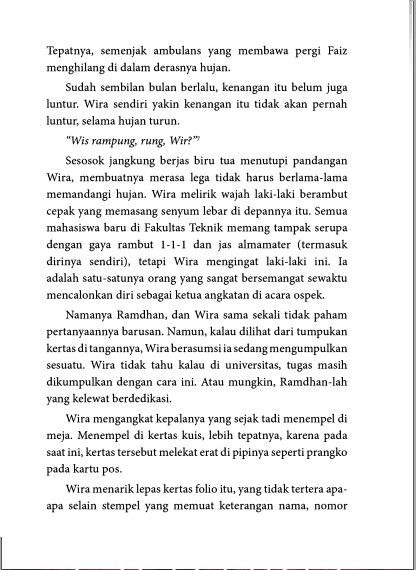 Tepatnya, semenjak ambulans yang membawa pergi Faiz
menghilang di dalam derasnya hujan.
Sudah sembilan bulan berlalu, kenangan itu belum juga
luntur. Wira sendiri yakin kenangan itu tidak akan pernah
luntur, selama hujan turun.
“Wis rampung, rung, Wir?”¹
Sesosok jangkung berjas biru tua menutupi pandangan
Wira, membuatnya merasa lega tidak harus berlama-lama
memandangi hujan. Wira melirik wajah laki-laki berambut
cepak yang memasang senyum lebar di depannya itu. Semua
mahasiswa baru di Fakultas Teknik memang tampak serupa
dengan gaya rambut 1-1-1 dan jas almamater (termasuk
dirinya sendiri), tetapi Wira mengingat laki-laki ini. Ia
adalah satu-satunya orang yang sangat bersemangat sewaktu
mencalonkan diri sebagai ketua angkatan di acara ospek.
Namanya Ramdhan, dan Wira sama sekali tidak paham
pertanyaannya barusan. Namun, kalau dilihat dari tumpukan
kertas di tangannya, Wira berasumsi ia sedang mengumpulkan
sesuatu. Wira tidak tahu kalau di universitas, tugas masih
dikumpulkan dengan cara ini. Atau mungkin, Ramdhan-lah
yang kelewat berdedikasi.
Wira mengangkat kepalanya yang sejak tadi menempel di
meja. Menempel di kertas kuis, lebih tepatnya, karena pada
saat ini, kertas tersebut melekat erat di pipinya seperti prangko
pada kartu pos.
Wira menarik lepas kertas folio itu, yang tidak tertera apa-
apa selain stempel yang memuat keterangan nama, nomor